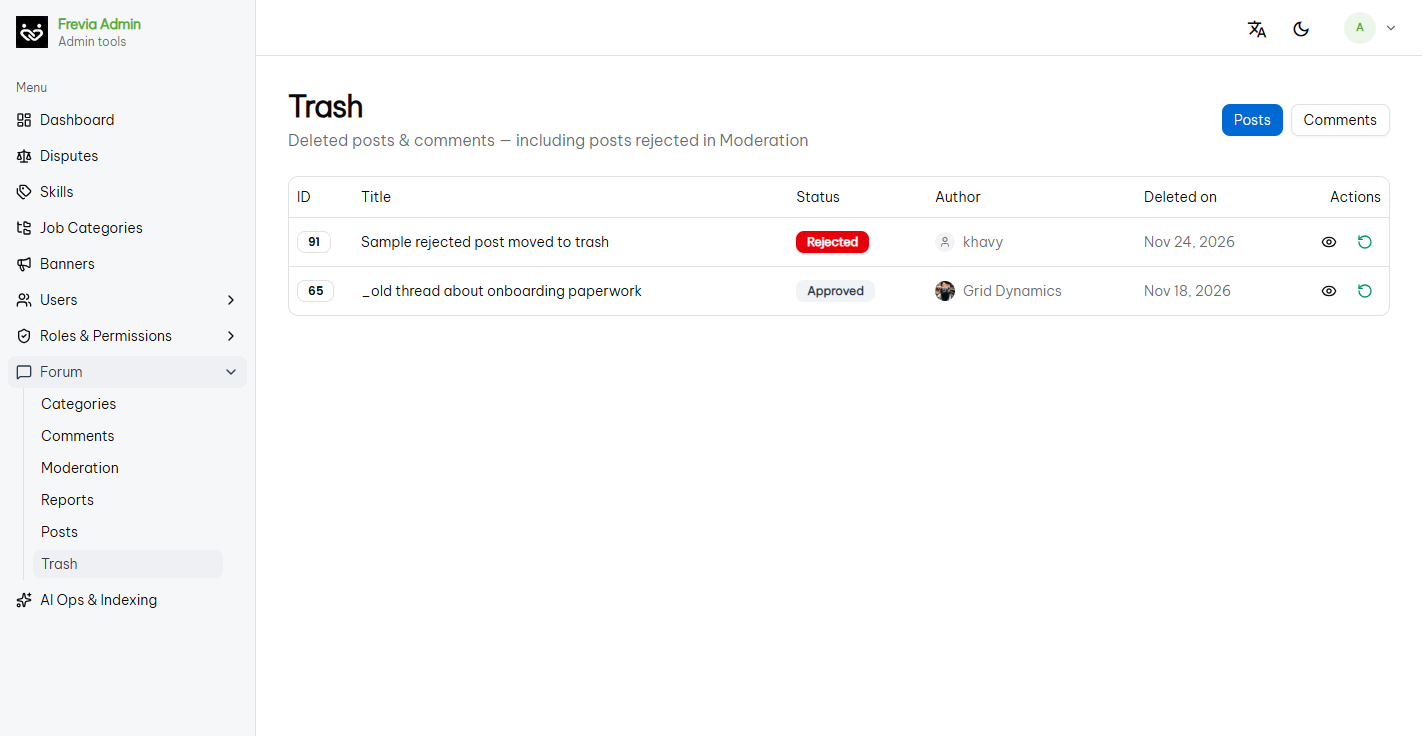 Frevia Admin
Admin tools
A
Menu
Dashboard
Disputes
Skills
Job Categories
Banners
Users
Roles & Permissions
Forum
Categories
Comments
Moderation
Reports
Posts
Trash
AI Ops & Indexing
Trash
Deleted posts & comments — including posts rejected in Moderation
Posts Comments
ID Title Status Author Deleted on Actions
91 Sample rejected post moved to trash Rejected khavy Nov 24, 2026
65 _old thread about onboarding paperwork Approved Grid Dynamics Nov 18, 2026